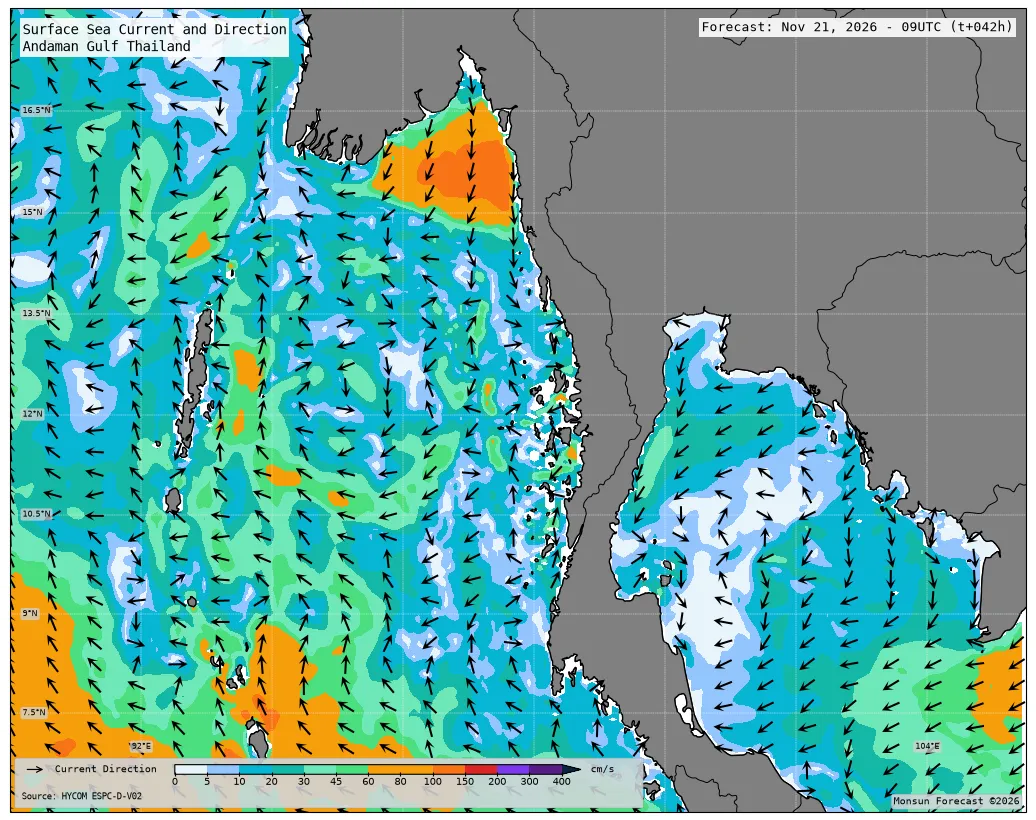 Surface Sea Current and Direction
Andaman Gulf Thailand
Forecast: Nov 21, 2026 - 09UTC (t+042h)
16.5°N
15°N
13.5°N
12°N
10.5°N
9°N
7.5°N
92°E
104°E
Current Direction
0 5 10 20 30 45 60 80 100 150 200 300 400
cm/s
Source: HYCOM ESPC-D-V02
Monsun Forecast ©2026